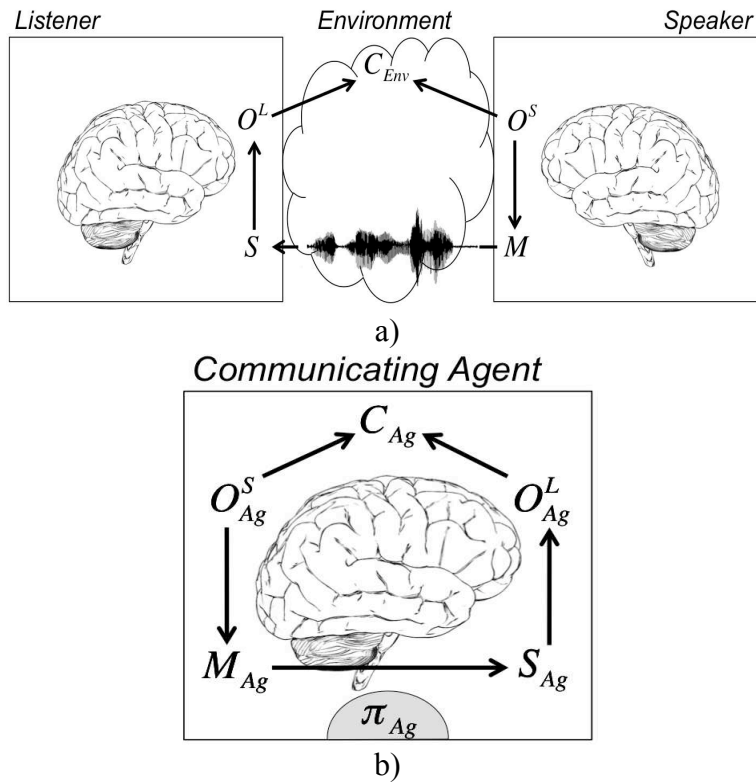 Listener Environment Speaker
C_Env
O^L O^S
S M
a)
Communicating Agent
C_Ag
O^S_Ag O^L_Ag
M_Ag S_Ag
π_Ag
b)